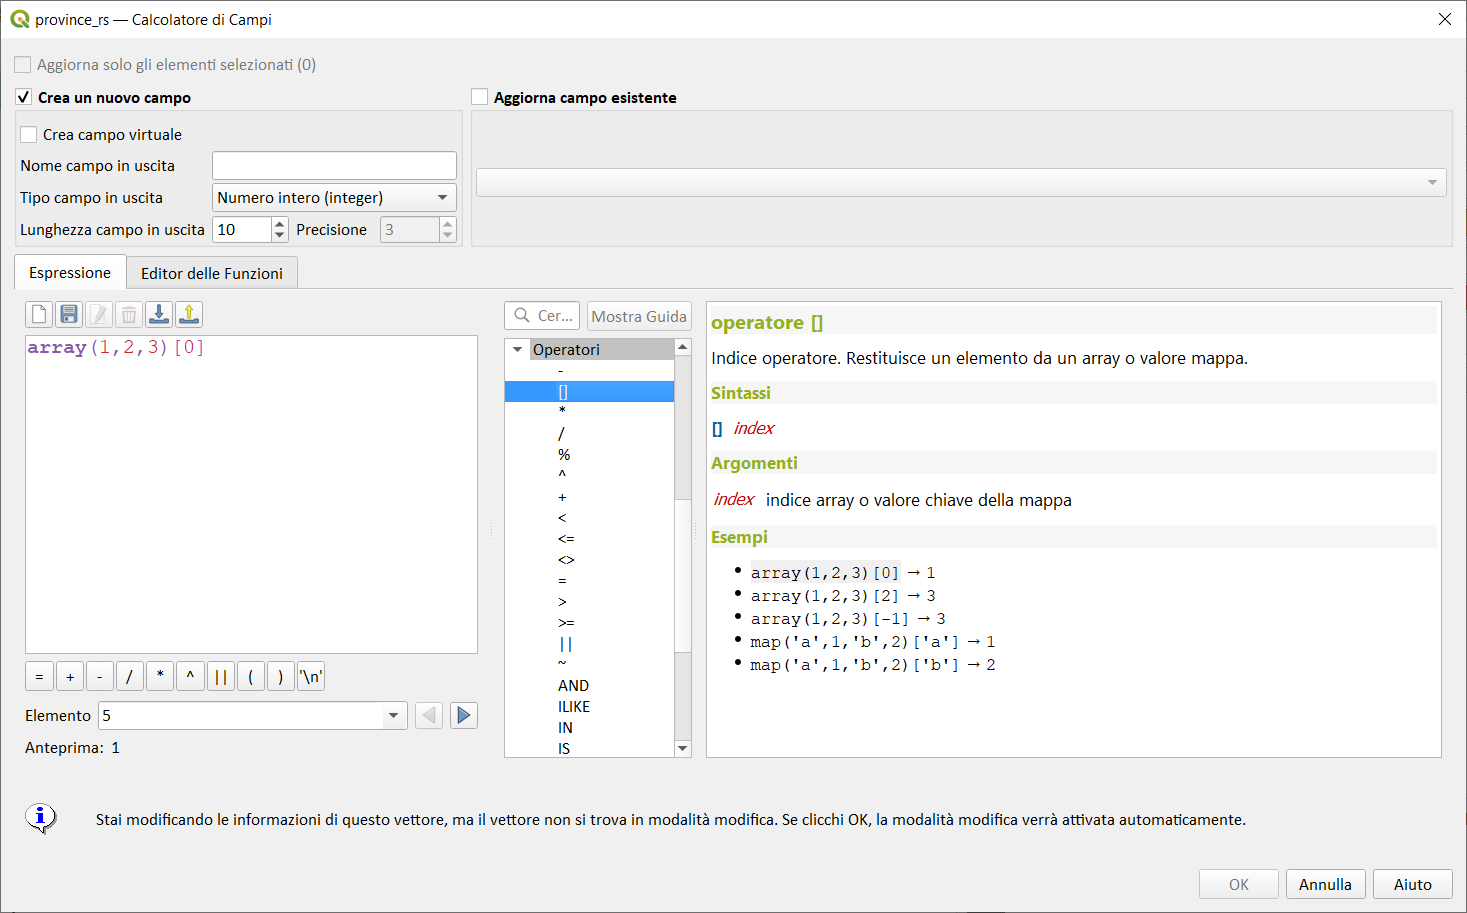 province_rs — Calcolatore di Campi
Aggiorna solo gli elementi selezionati (0)
Crea un nuovo campo
Aggiorna campo esistente
Crea campo virtuale
Nome campo in uscita
Tipo campo in uscita Numero intero (integer)
Lunghezza campo in uscita 10 Precisione 3
Espressione Editor delle Funzioni
array(1,2,3)[0]
= + - / * ^ || ( ) '\n'
Elemento 5
Anteprima: 1
Cer... Mostra Guida
Operatori
-
[]
*
/
%
^
+
<
<=
<>
=
>
>=
||
~
AND
ILIKE
IN
IS
operatore []
Indice operatore. Restituisce un elemento da un array o valore mappa.
Sintassi
[] index
Argomenti
index indice array o valore chiave della mappa
Esempi
• array(1,2,3)[0] → 1
• array(1,2,3)[2] → 3
• array(1,2,3)[-1] → 3
• map('a',1,'b',2)['a'] → 1
• map('a',1,'b',2)['b'] → 2
Stai modificando le informazioni di questo vettore, ma il vettore non si trova in modalità modifica. Se clicchi OK, la modalità modifica verrà attivata automaticamente.
OK Annulla Aiuto